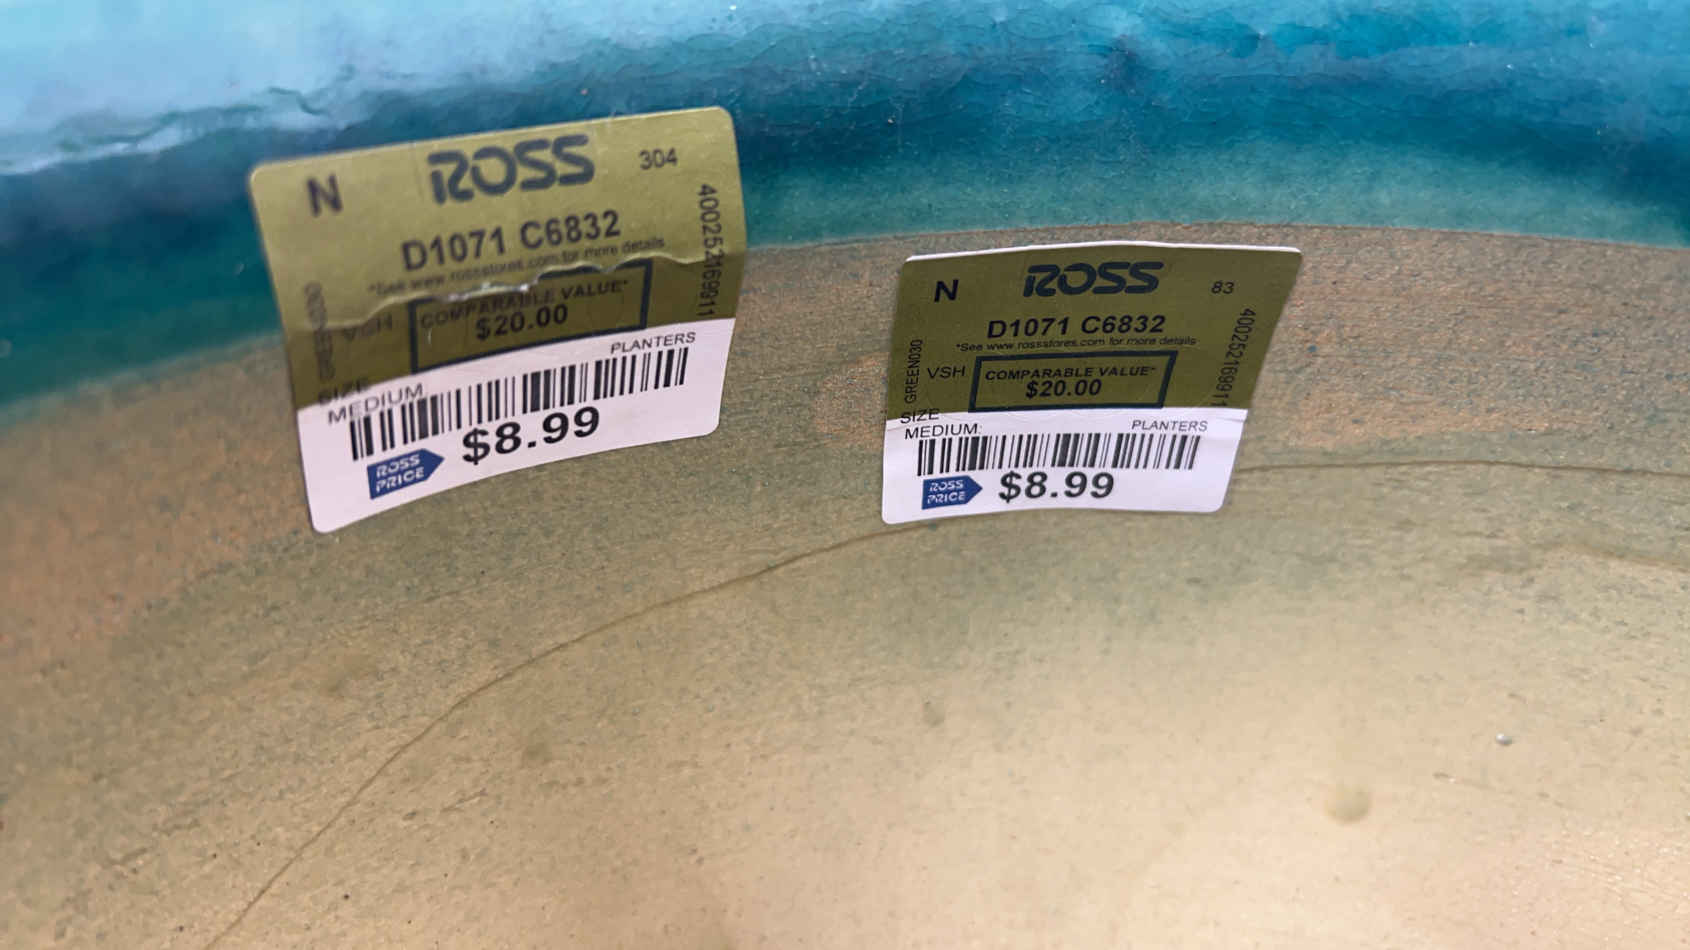 N ROSS 304
D1071 C6832
*See www.rossstores.com for more details
400252169911
VSH
COMPARABLE VALUE*
$20.00
SIZE
MEDIUM
PLANTERS
ROSS PRICE
$8.99
N ROSS 83
D1071 C6832
*See www.rossstores.com for more details
400252169911
GREEN030
VSH
COMPARABLE VALUE*
$20.00
SIZE
MEDIUM
PLANTERS
ROSS PRICE
$8.99